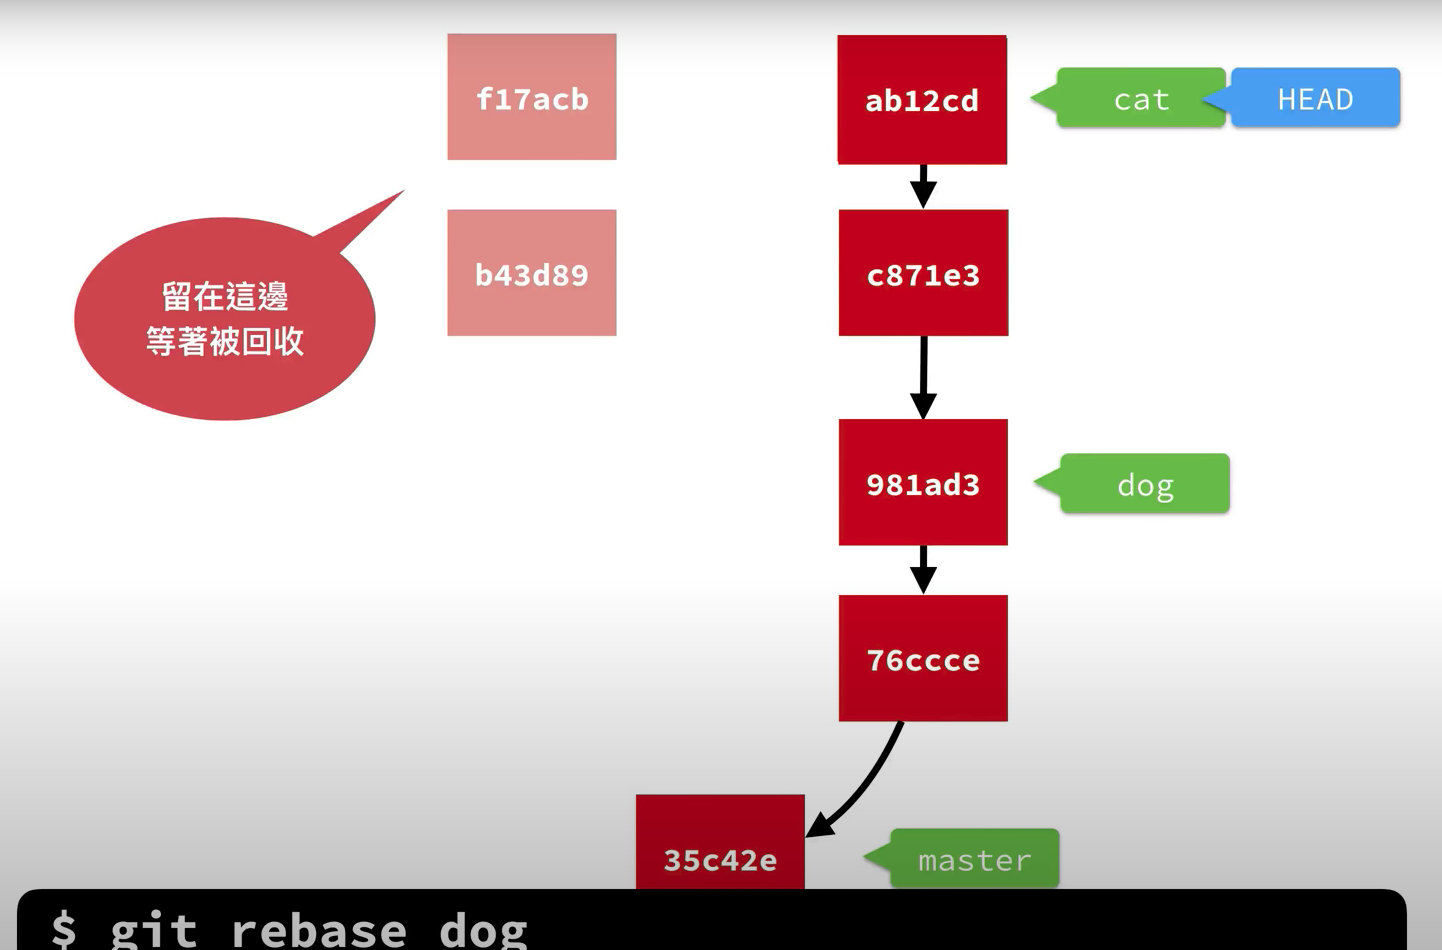 f17acb
ab12cd
cat
HEAD
b43d89
c871e3
留在這邊
等著被回收
981ad3
dog
76ccce
35c42e
master
$ git rebase dog